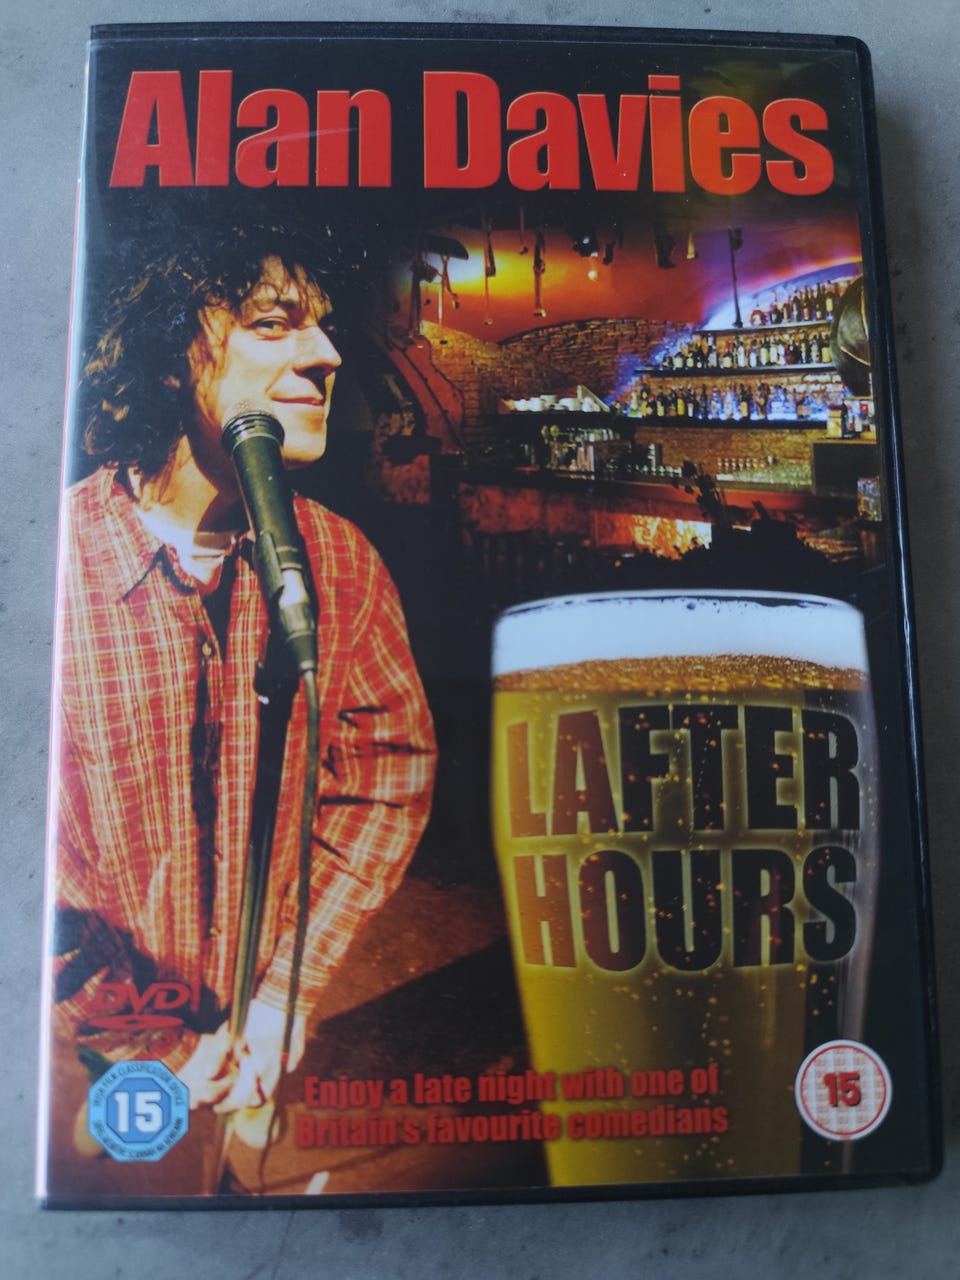 Alan Davies
LAFTER
HOURS
DVD
Enjoy a late night with one of
Britain's favourite comedians
15
15